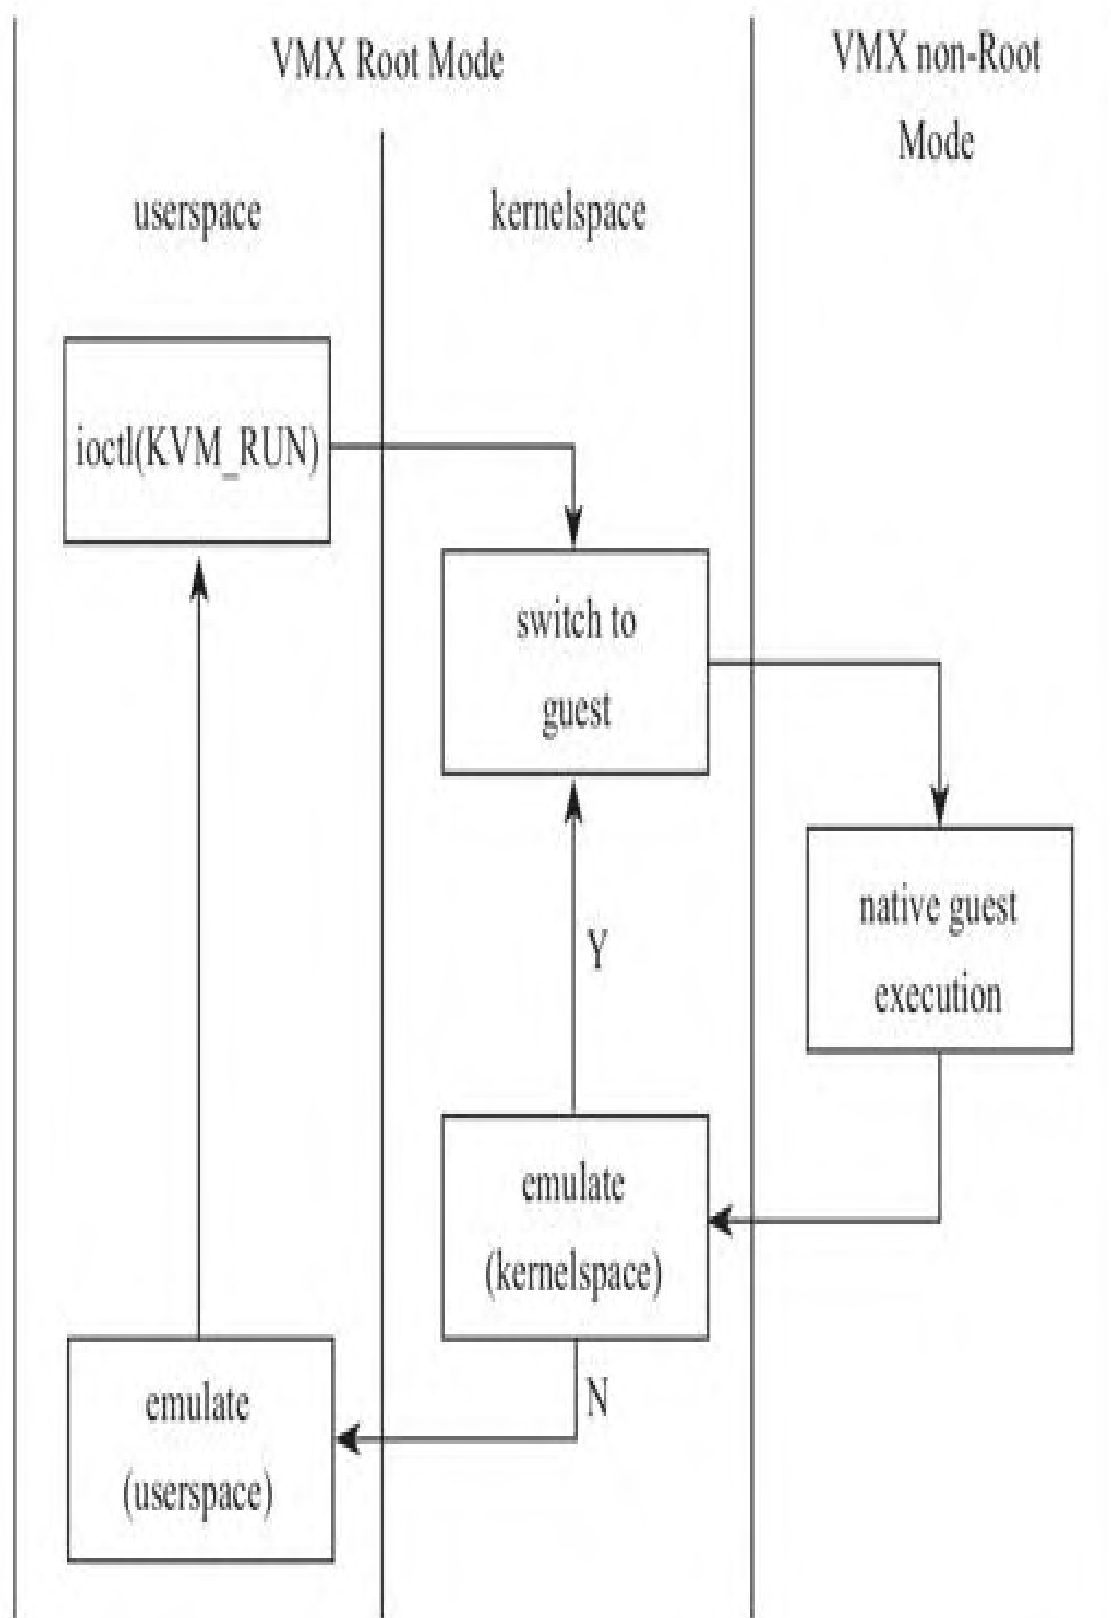 VMX Root Mode
VMX non-Root
Mode
userspace
kernelspace
ioctl(KVM_RUN)
switch to
guest
native guest
execution
Y
emulate
(kernelspace)
N
emulate
(userspace)